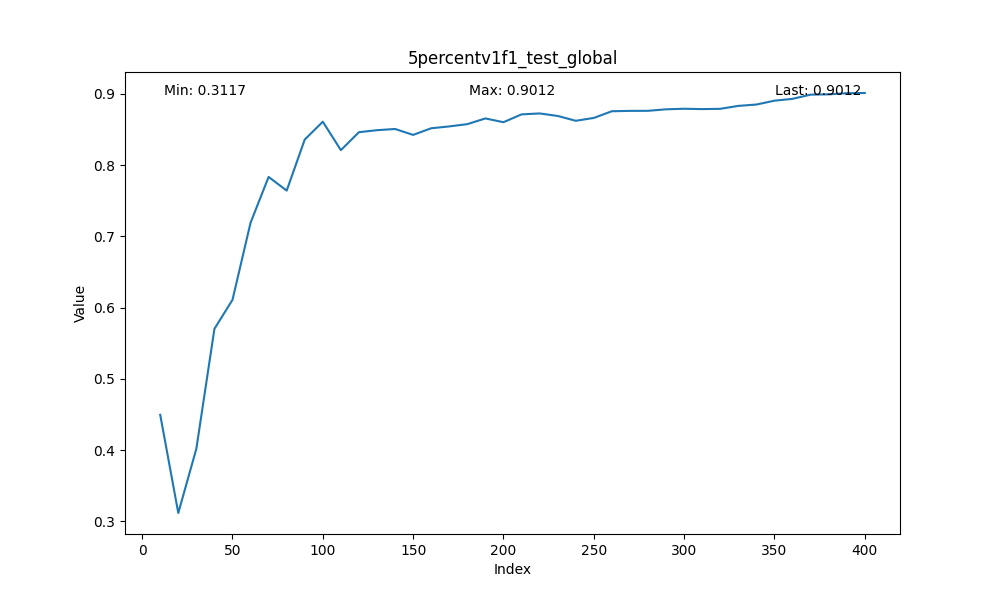 5percentv1f1_test_global
Min: 0.3117
Max: 0.9012
Last: 0.9012
Value
0.9
0.8
0.7
0.6
0.5
0.4
0.3
0 50 100 150 200 250 300 350 400
Index